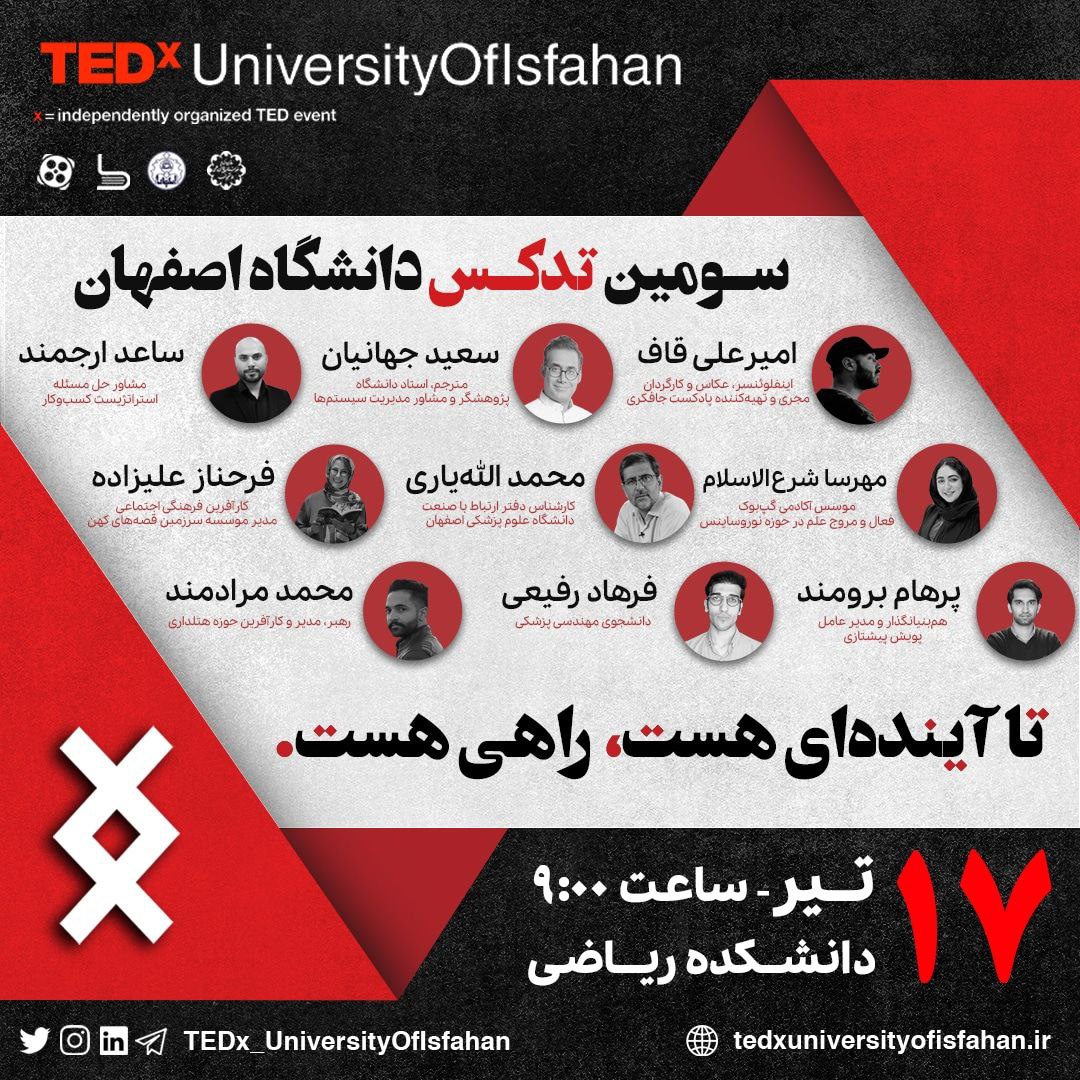 TEDx UniversityOfIsfahan
x = independently organized TED event
سومین تدکس دانشگاه اصفهان
امیرعلی قاف
اینفلوئنسر، عکاس و کارگردان
مجری و تهیه‌کننده پادکست جافکری
سعید جهانیان
مترجم، استاد دانشگاه
پژوهشگر و مشاور مدیریت سیستم‌ها
ساعد ارجمند
مشاور حل مسئله
استراتژیست کسب‌وکار
مهرسا شرع‌الاسلام
موسس آکادمی گپ‌بوک
فعال و مروج علم در حوزه نوروساینس
محمد الله‌یاری
کارشناس دفتر ارتباط با صنعت
دانشگاه علوم پزشکی اصفهان
فرحناز علیزاده
کارآفرین فرهنگی اجتماعی
مدیر موسسه سرزمین قصه‌های کهن
پرهام برومند
هم‌بنیانگذار و مدیر عامل
پویش پیشتازی
فرهاد رفیعی
دانشجوی مهندسی پزشکی
محمد مرادمند
رهبر، مدیر و کارآفرین حوزه هتلداری
تا آینده‌ای هست، راهی هست.
۱۷ تیر - ساعت ۹:۰۰
دانشکده ریاضی
TEDx_UniversityOfIsfahan
tedxuniversityofisfahan.ir